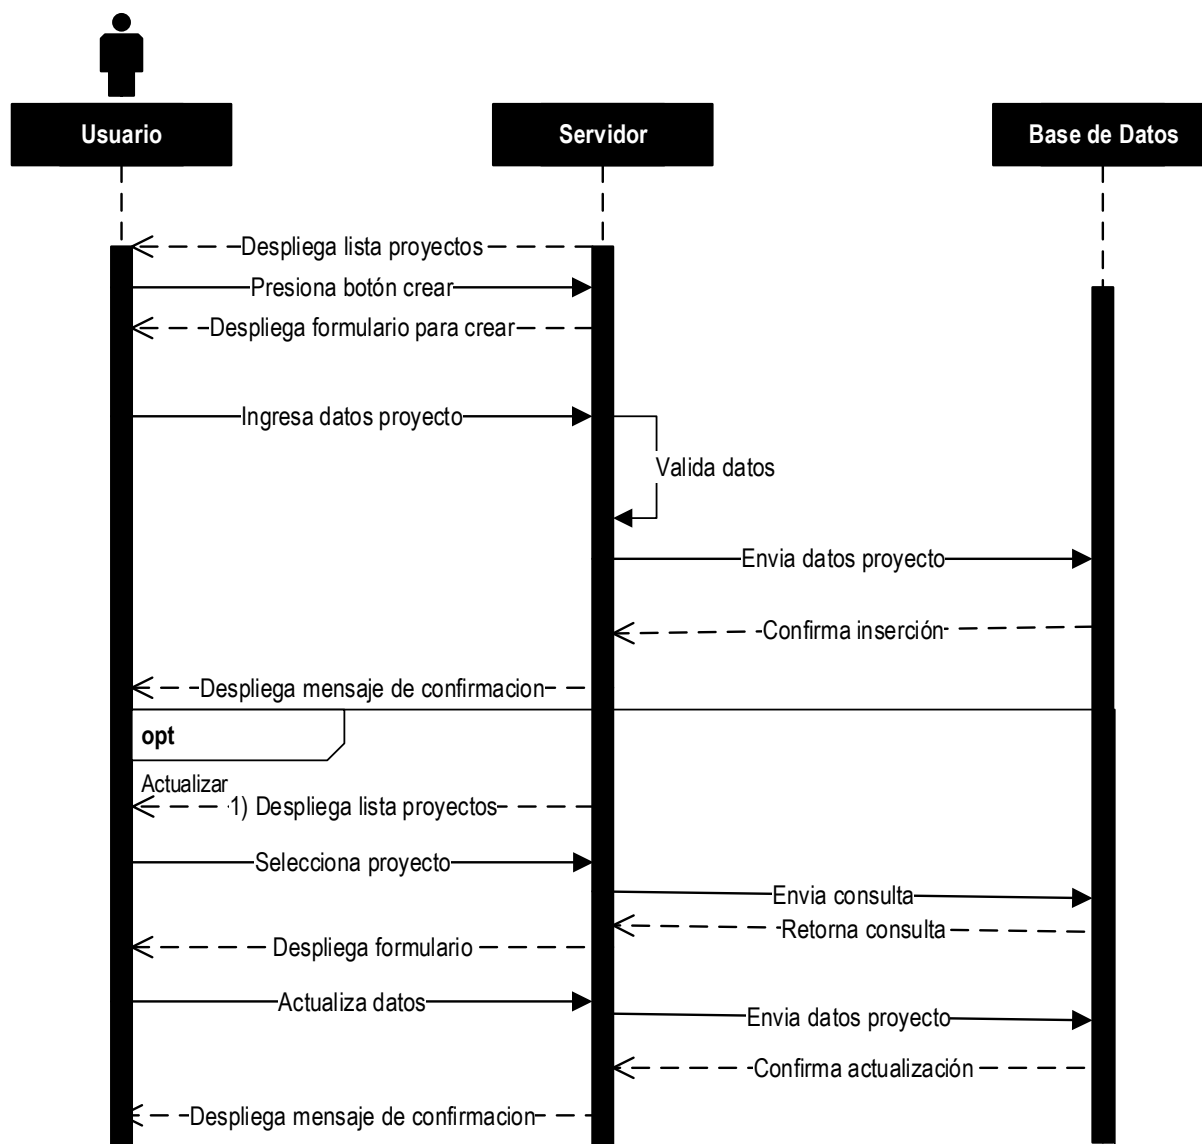 Usuario
Servidor
Base de Datos
Despliega lista proyectos
Presiona botón crear
Despliega formulario para crear
Ingresa datos proyecto
Valida datos
Envia datos proyecto
Confirma inserción
Despliega mensaje de confirmacion
opt
Actualizar
1) Despliega lista proyectos
Selecciona proyecto
Envia consulta
Retorna consulta
Despliega formulario
Actualiza datos
Envia datos proyecto
Confirma actualización
Despliega mensaje de confirmacion